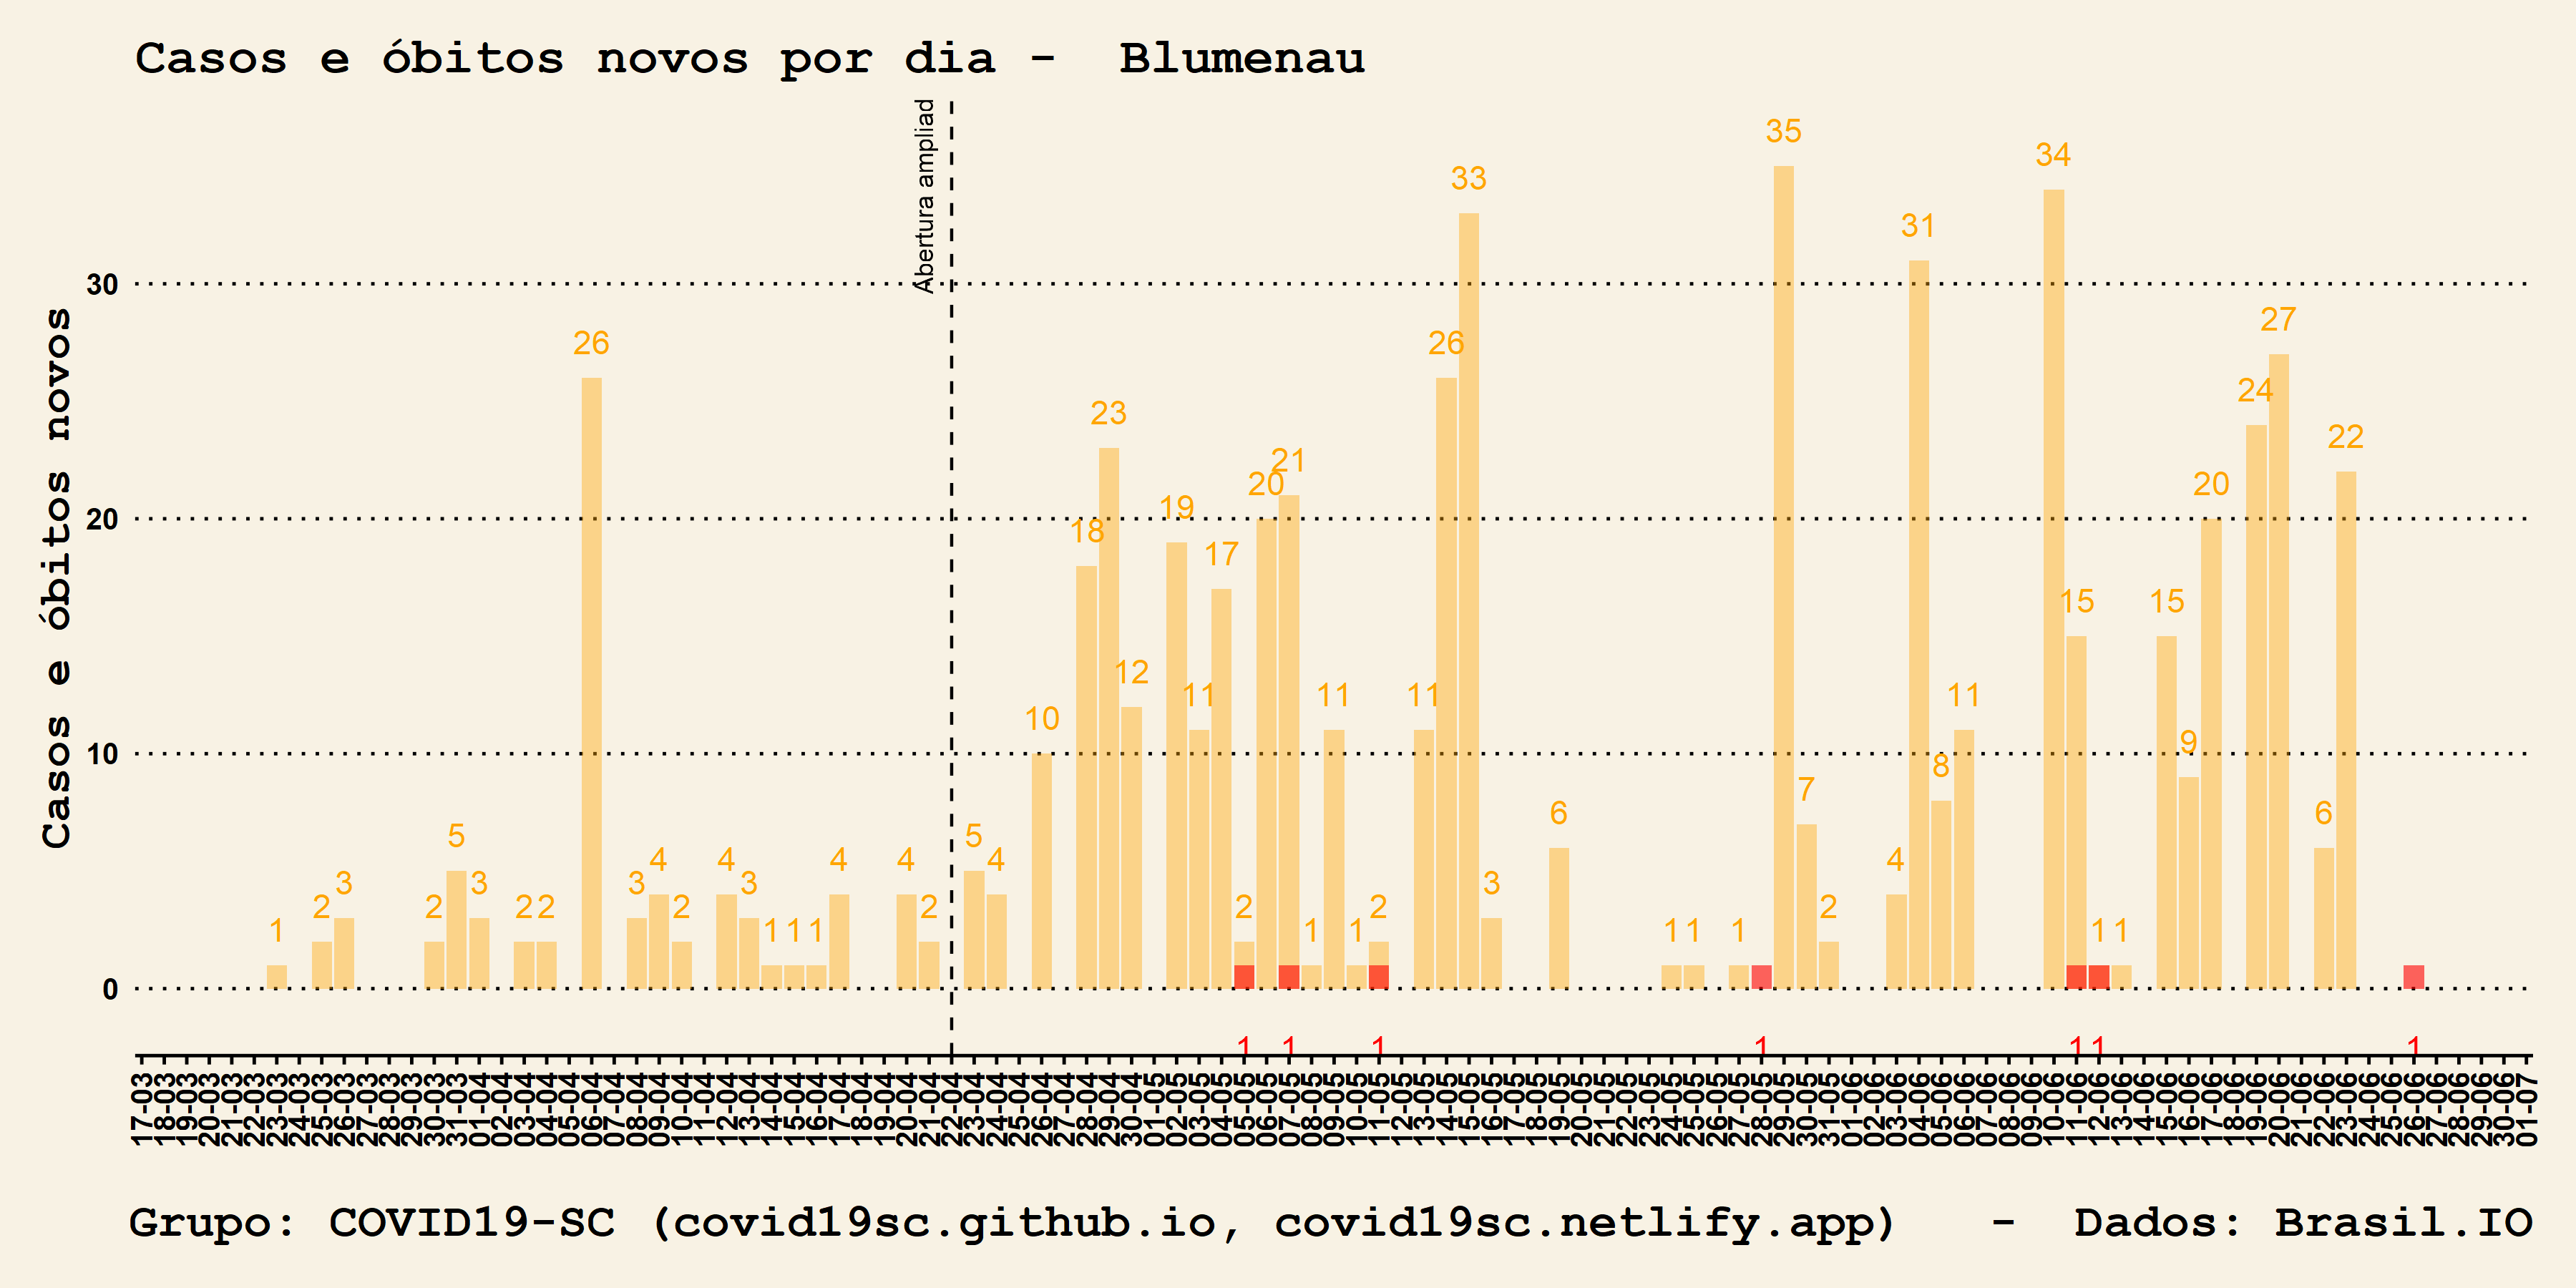 Casos e óbitos novos por dia -  Blumenau
Abertura ampliad
Casos e óbitos novos
30
20
10
0
1 2 3 2 5 3 2 2 26 3 4 2 4 3 1 1 1 4 4 2 5 4 10 18 23 12 19 11 17 2 20 21 1 11 1 2 11 26 33 3 6 1 1 1 35 7 2 4 31 8 11 34 15 1 1 15 9 20 24 27 6 22
1 1 1 1 1 1 1
17-03 18-03 19-03 20-03 21-03 22-03 23-03 24-03 25-03 26-03 27-03 28-03 29-03 30-03 31-03 01-04 02-04 03-04 04-04 05-04 06-04 07-04 08-04 09-04 10-04 11-04 12-04 13-04 14-04 15-04 16-04 17-04 18-04 19-04 20-04 21-04 22-04 23-04 24-04 25-04 26-04 27-04 28-04 29-04 30-04 01-05 02-05 03-05 04-05 05-05 06-05 07-05 08-05 09-05 10-05 11-05 12-05 13-05 14-05 15-05 16-05 17-05 18-05 19-05 20-05 21-05 22-05 23-05 24-05 25-05 26-05 27-05 28-05 29-05 30-05 31-05 01-06 02-06 03-06 04-06 05-06 06-06 07-06 08-06 09-06 10-06 11-06 12-06 13-06 14-06 15-06 16-06 17-06 18-06 19-06 20-06 21-06 22-06 23-06 24-06 25-06 26-06 27-06 28-06 29-06 30-06 01-07
Grupo: COVID19-SC (covid19sc.github.io, covid19sc.netlify.app)   -  Dados: Brasil.IO